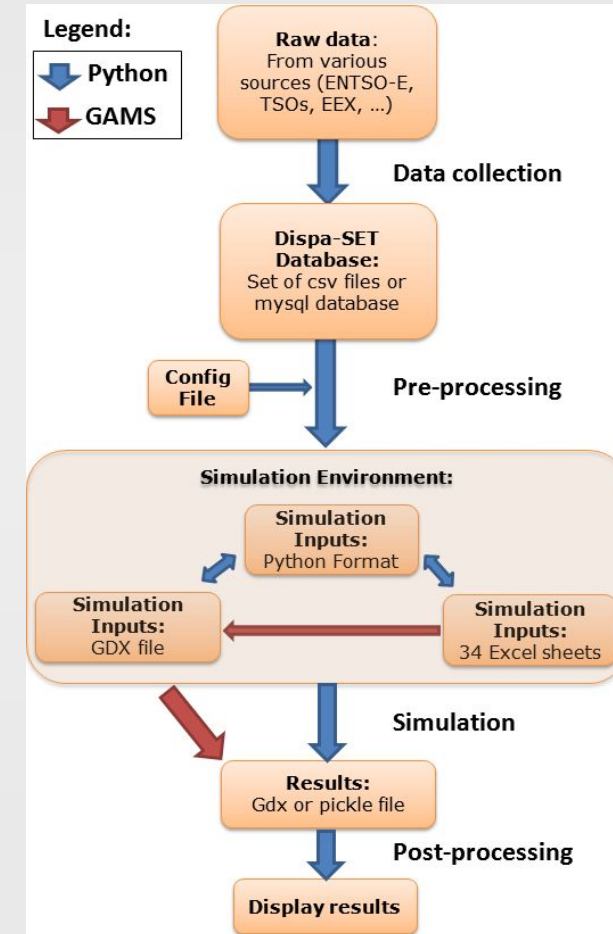 Legend:
Python
GAMS
Raw data:
From various
sources (ENTSO-E,
TSOs, EEX, ...)
Data collection
Dispa-SET
Database:
Set of csv files or
mysql database
Config
File
Pre-processing
Simulation Environment:
Simulation
Inputs:
Python Format
Simulation
Inputs:
GDX file
Simulation
Inputs:
34 Excel sheets
Simulation
Results:
Gdx or pickle file
Post-processing
Display results